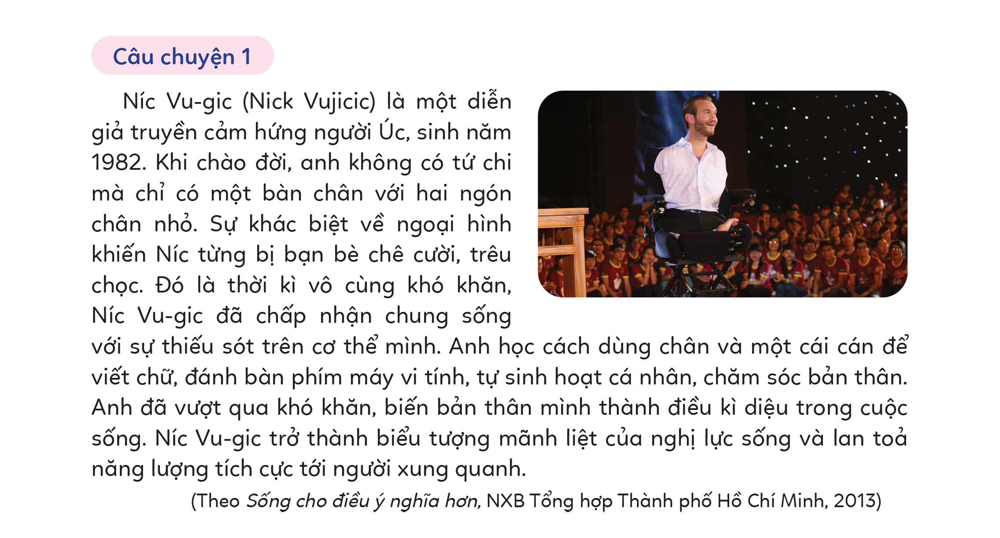 Câu chuyện 1
Níc Vu-gic (Nick Vujicic) là một diễn
giả truyền cảm hứng người Úc, sinh năm
1982. Khi chào đời, anh không có tứ chi
mà chỉ có một bàn chân với hai ngón
chân nhỏ. Sự khác biệt về ngoại hình
khiến Níc từng bị bạn bè chê cười, trêu
chọc. Đó là thời kì vô cùng khó khăn,
Níc Vu-gic đã chấp nhận chung sống
với sự thiếu sót trên cơ thể mình. Anh học cách dùng chân và một cái cán để
viết chữ, đánh bàn phím máy vi tính, tự sinh hoạt cá nhân, chăm sóc bản thân.
Anh đã vượt qua khó khăn, biến bản thân mình thành điều kì diệu trong cuộc
sống. Níc Vu-gic trở thành biểu tượng mãnh liệt của nghị lực sống và lan toả
năng lượng tích cực tới người xung quanh.
(Theo Sống cho điều ý nghĩa hơn, NXB Tổng hợp Thành phố Hồ Chí Minh, 2013)